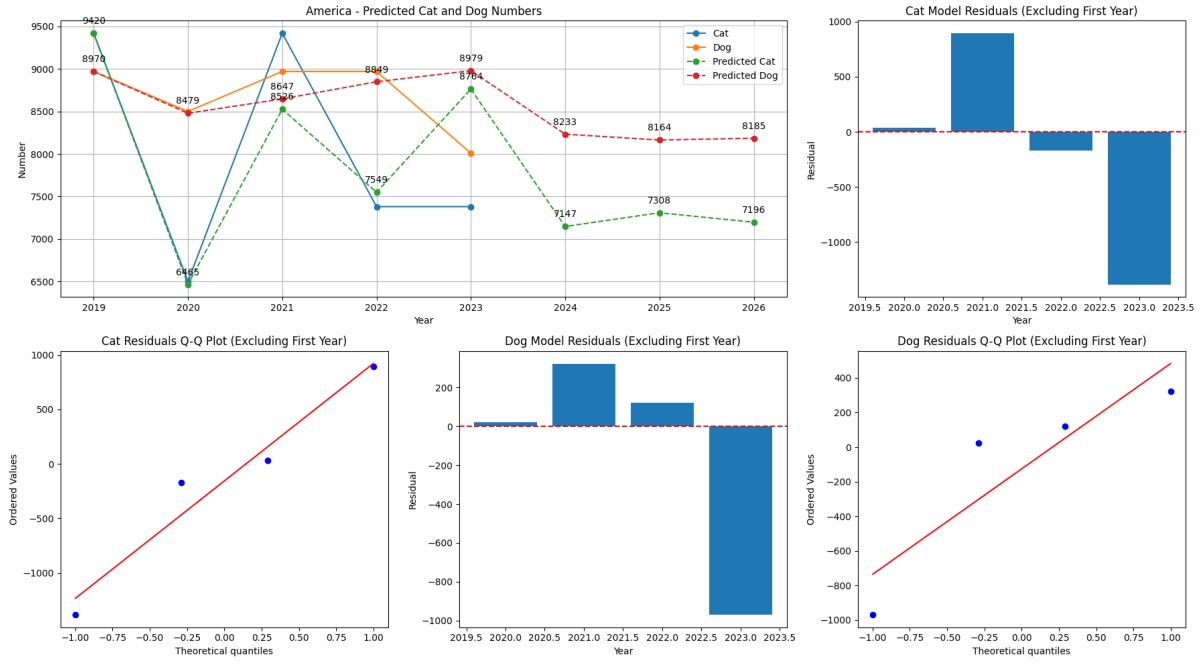 America - Predicted Cat and Dog Numbers
9500
9000
8500
8000
7500
7000
6500
Number
9420
8970
8479
6465
8647
8526
8849
7549
8979
8764
8233
7147
8164
7308
8185
7196
Cat
Dog
Predicted Cat
Predicted Dog
2019 2020 2021 2022 2023 2024 2025 2026
Year
Cat Model Residuals (Excluding First Year)
1000
500
0
−500
−1000
Residual
2019.5 2020.0 2020.5 2021.0 2021.5 2022.0 2022.5 2023.0 2023.5
Year
Cat Residuals Q-Q Plot (Excluding First Year)
1000
500
0
−500
−1000
Ordered Values
−1.00 −0.75 −0.50 −0.25 0.00 0.25 0.50 0.75 1.00
Theoretical quantiles
Dog Model Residuals (Excluding First Year)
200
0
−200
−400
−600
−800
−1000
Residual
2019.5 2020.0 2020.5 2021.0 2021.5 2022.0 2022.5 2023.0 2023.5
Year
Dog Residuals Q-Q Plot (Excluding First Year)
400
200
0
−200
−400
−600
−800
−1000
Ordered Values
−1.00 −0.75 −0.50 −0.25 0.00 0.25 0.50 0.75 1.00
Theoretical quantiles